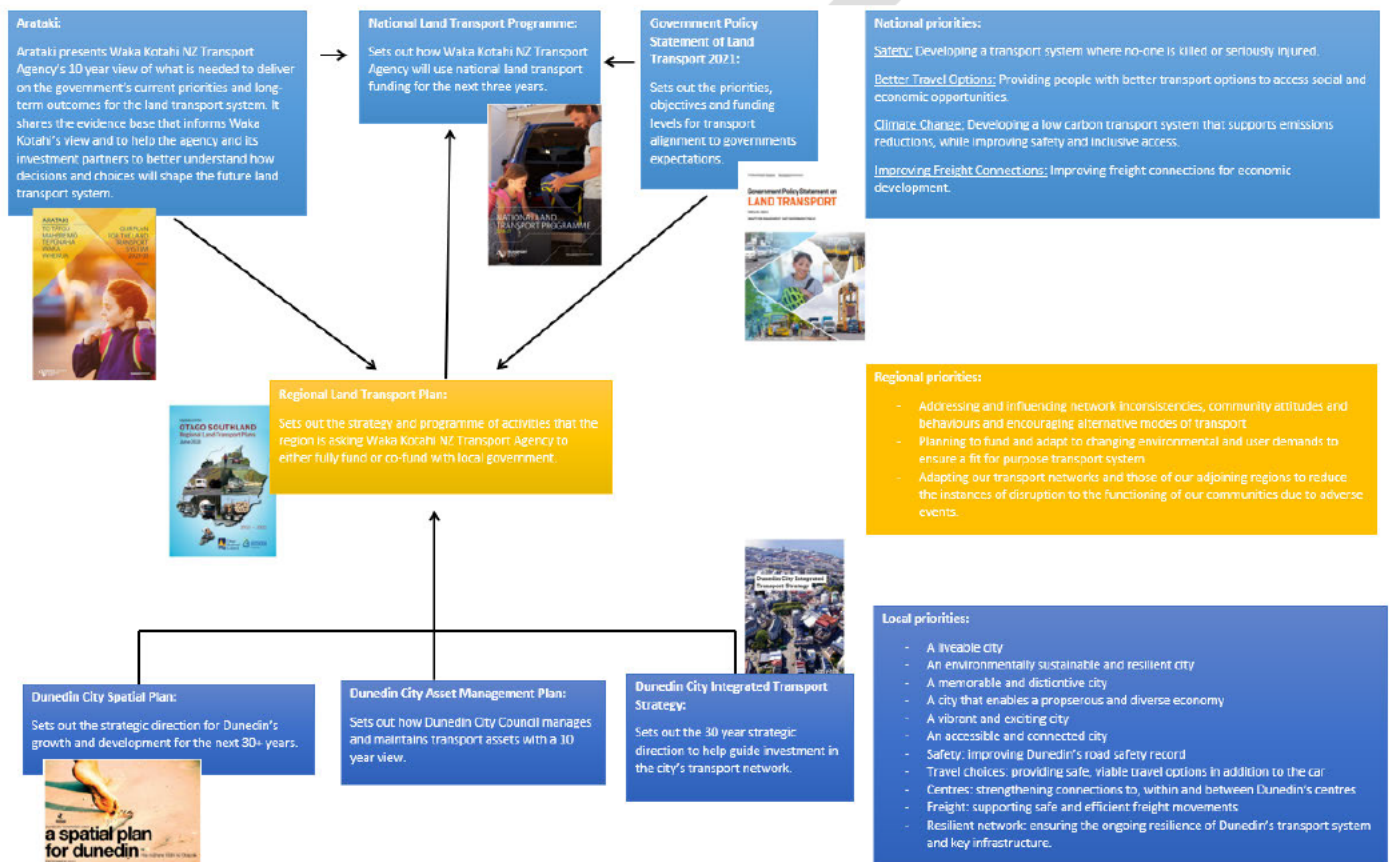 Arataki:
Arataki presents Waka Kotahi NZ Transport
Agency's 10 year view of what is needed to deliver
on the government's current priorities and long-
term outcomes for the land transport system. It
shares the evidence base that informs Waka
Kotahi's view and to help the agency and its
investment partners to better understand how
decisions and choices will shape the future land
transport system.
National Land Transport Programme:
Sets out how Waka Kotahi NZ Transport
Agency will use national land transport
funding for the next three years.
Government Policy
Statement of Land
Transport 2021:
Sets out the priorities,
objectives and funding
levels for transport
alignment to governments
expectations.
National priorities:
Safety: Developing a transport system where no-one is killed or seriously injured.
Better Travel Options: Providing people with better transport options to access social and
economic opportunities.
Climate Change: Developing a low carbon transport system that supports emissions
reductions, while improving safety and inclusive access.
Improving Freight Connections: Improving freight connections for economic
development.
ARATAKI
OUR PLAN
FOR THE LAND
TRANSPORT
SYSTEM
NATIONAL LAND
TRANSPORT PROGRAMME
Government Policy Statement on
LAND TRANSPORT
Regional Land Transport Plan:
Sets out the strategy and programme of activities that the
region is asking Waka Kotahi NZ Transport Agency to
either fully fund or co-fund with local government.
OTAGO SOUTHLAND
Regional Land Transport Plans
Regional priorities:
- Addressing and influencing network inconsistencies, community attitudes and
behaviours and encouraging alternative modes of transport
- Planning to fund and adapt to changing environmental and user demands to
ensure a fit for purpose transport system
- Adapting our transport networks and those of our adjoining regions to reduce
the instances of disruption to the functioning of our communities due to adverse
events.
Dunedin City Integrated
Transport Strategy
Dunedin City Spatial Plan:
Sets out the strategic direction for Dunedin's
growth and development for the next 30+ years.
a spatial plan
for dunedin
Dunedin City Asset Management Plan:
Sets out how Dunedin City Council manages
and maintains transport assets with a 10
year view.
Dunedin City Integrated Transport
Strategy:
Sets out the 30 year strategic
direction to help guide investment in
the city's transport network.
Local priorities:
- A liveable city
- An environmentally sustainable and resilient city
- A memorable and disticntive city
- A city that enables a propserous and diverse economy
- A vibrant and exciting city
- An accessible and connected city
- Safety: improving Dunedin's road safety record
- Travel choices: providing safe, viable travel options in addition to the car
- Centres: strengthening connections to, within and between Dunedin's centres
- Freight: supporting safe and efficient freight movements
- Resilient network: ensuring the ongoing resilience of Dunedin's transport system
and key infrastructure.